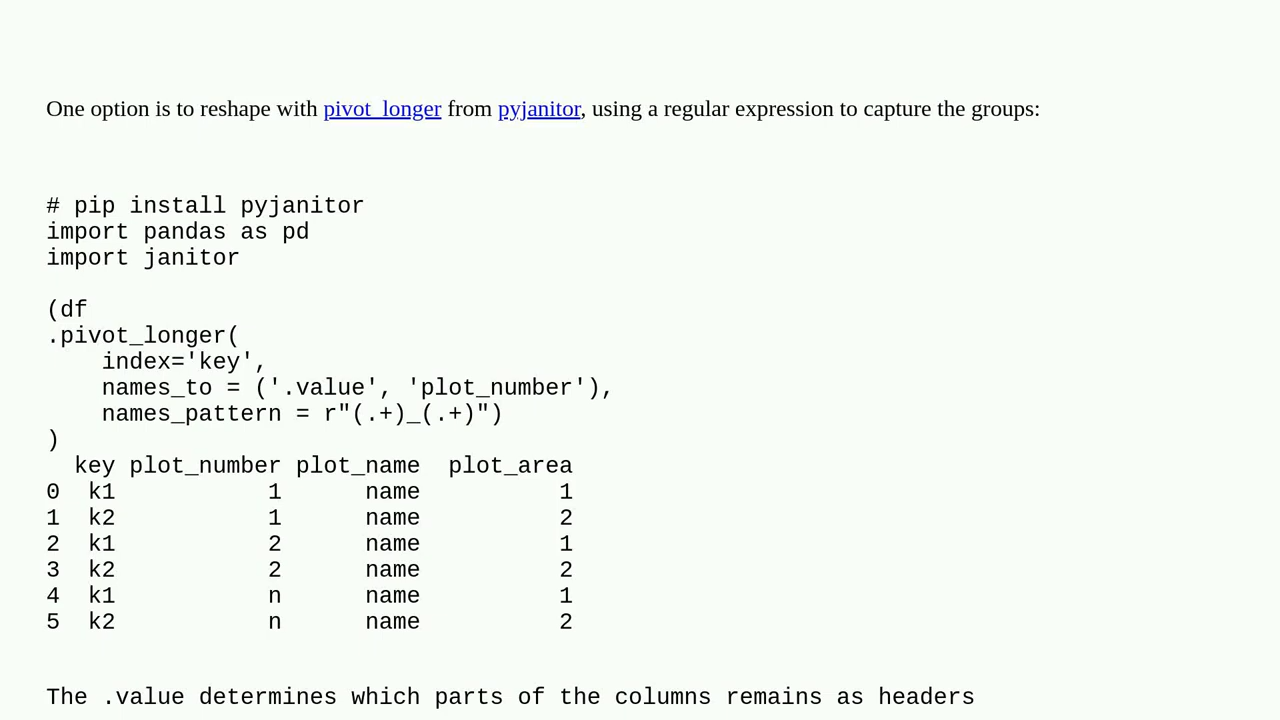 One option is to reshape with pivot_longer from pyjanitor, using a regular expression to capture the groups:
# pip install pyjanitor
import pandas as pd
import janitor
(df
.pivot_longer(
    index='key',
    names_to = ('.value', 'plot_number'),
    names_pattern = r"(.+)_(.+)")
)
  key plot_number plot_name  plot_area
0  k1           1      name          1
1  k2           1      name          2
2  k1           2      name          1
3  k2           2      name          2
4  k1           n      name          1
5  k2           n      name          2
The .value determines which parts of the columns remains as headers